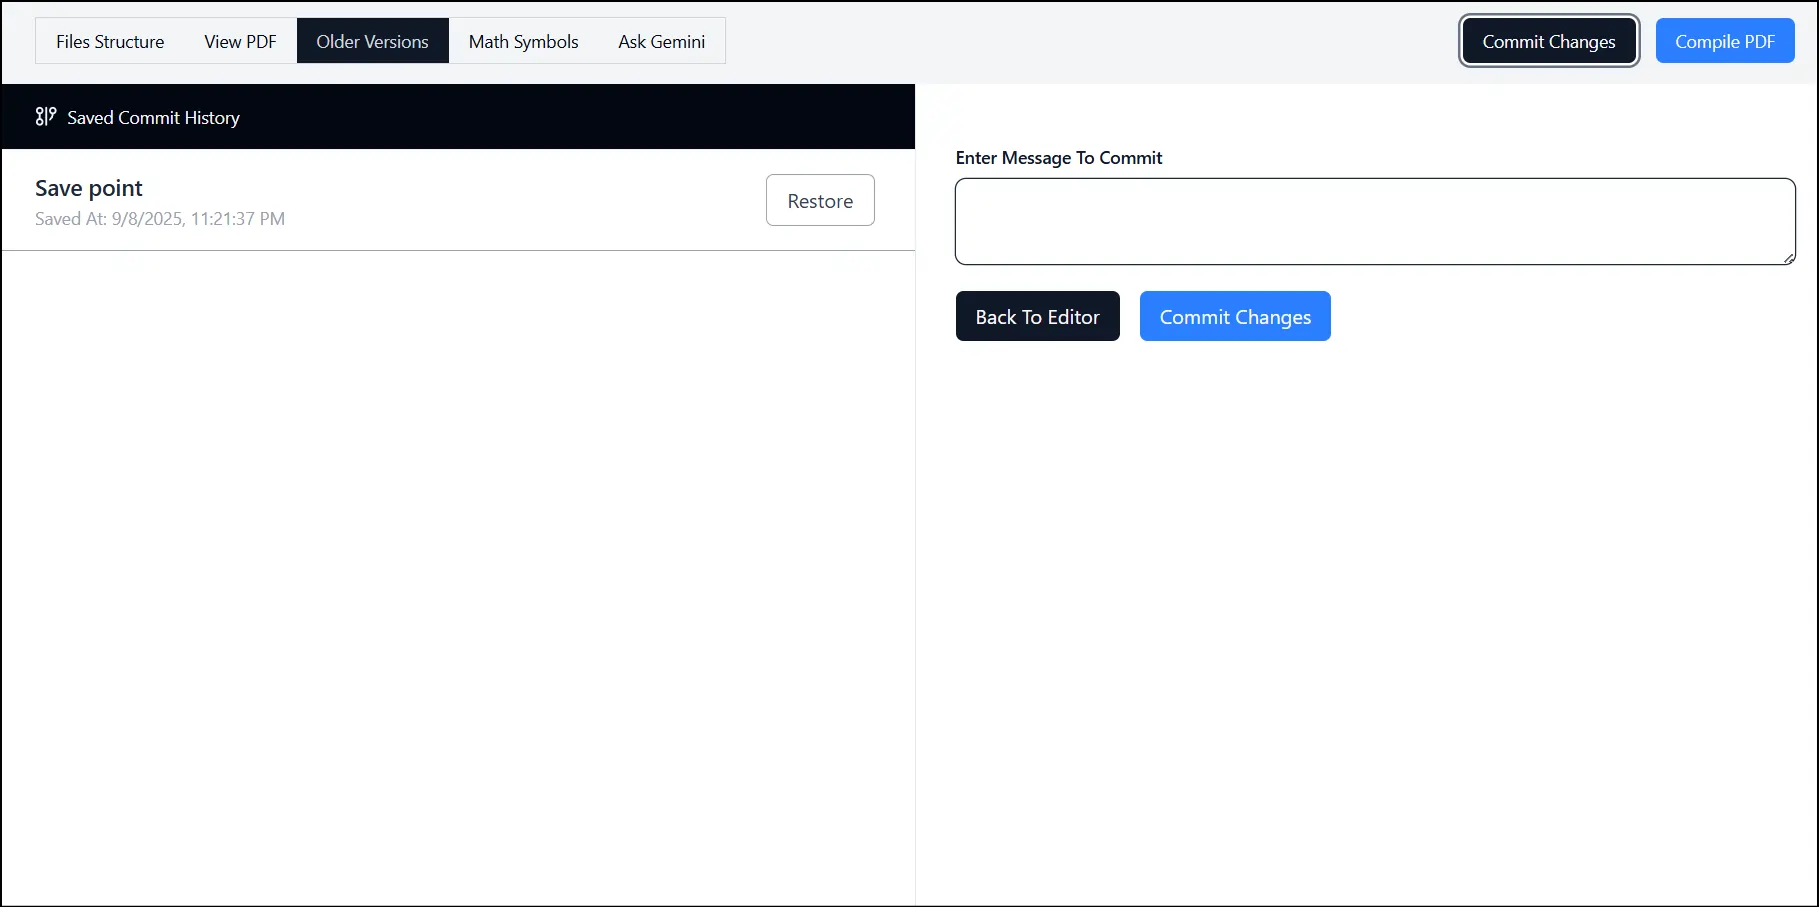 Files Structure View PDF Older Versions Math Symbols Ask Gemini Commit Changes Compile PDF
Saved Commit History
Save point
Saved At: 9/8/2025, 11:21:37 PM
Restore
Enter Message To Commit
Back To Editor Commit Changes